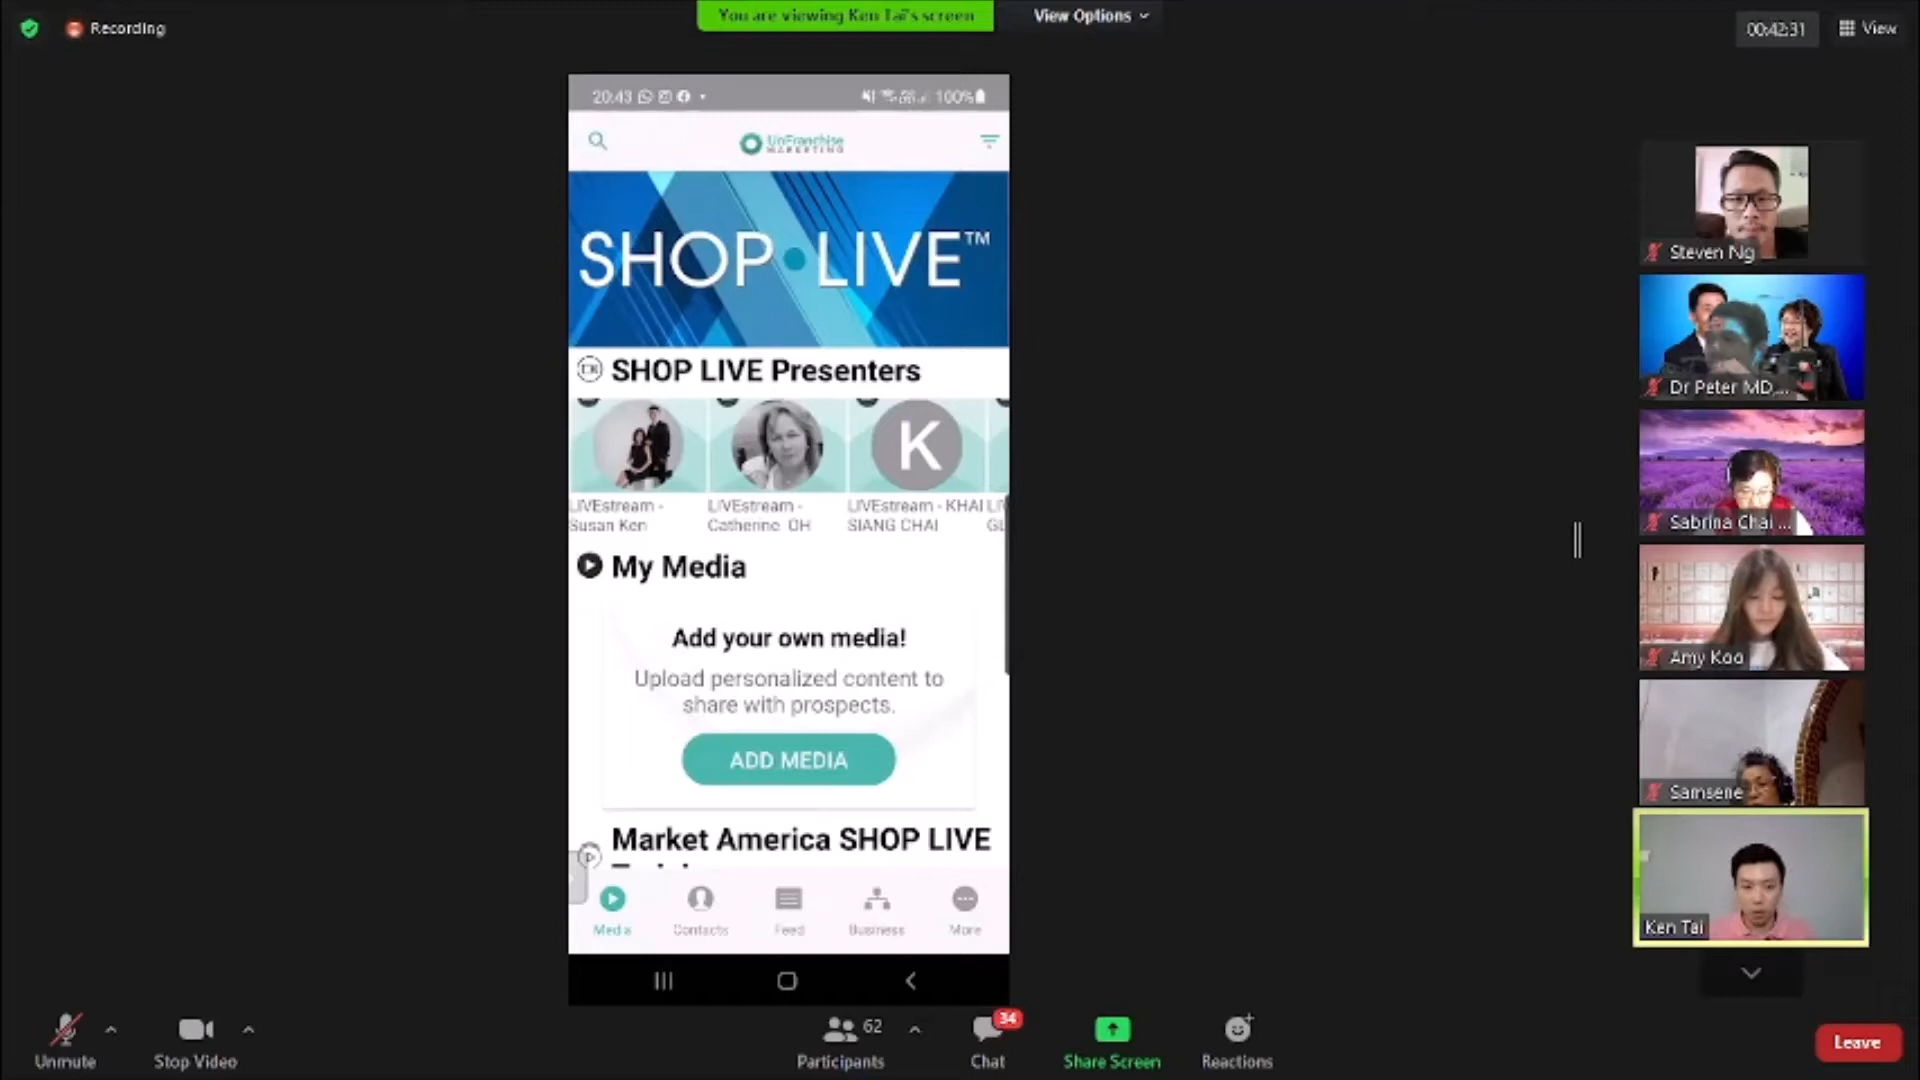 Recording
You are viewing Ken Tai's screen
View Options
00:42:31
View
20:43
100%
UnFranchise
MARKETING
SHOP•LIVE™
SHOP LIVE Presenters
K
LIVEstream -
Susan Ken
LIVEstream -
Catherine OH
LIVEstream - KHAI
SIANG CHAI
My Media
Add your own media!
Upload personalized content to
share with prospects.
ADD MEDIA
Market America SHOP LIVE
Media
Contacts
Feed
Business
More
Steven Ng
Dr Peter MD,...
Sabrina Chai ...
Amy Koo
Samsene
Ken Tai
Unmute
Stop Video
62
Participants
34
Chat
Share Screen
Reactions
Leave